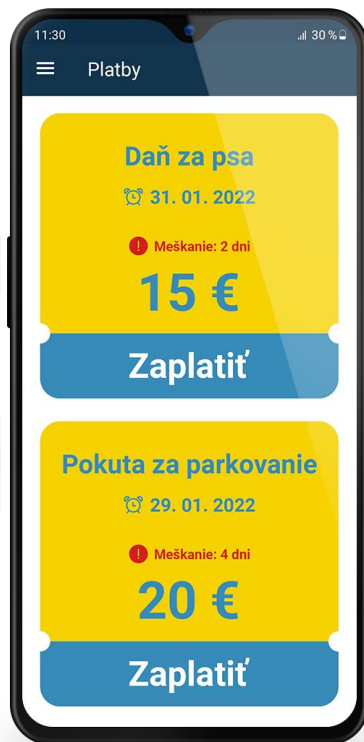 11:30
30 %
Platby
Daň za psa
31. 01. 2022
! Meškanie: 2 dni
15 €
Zaplatiť
Pokuta za parkovanie
29. 01. 2022
! Meškanie: 4 dni
20 €
Zaplatiť